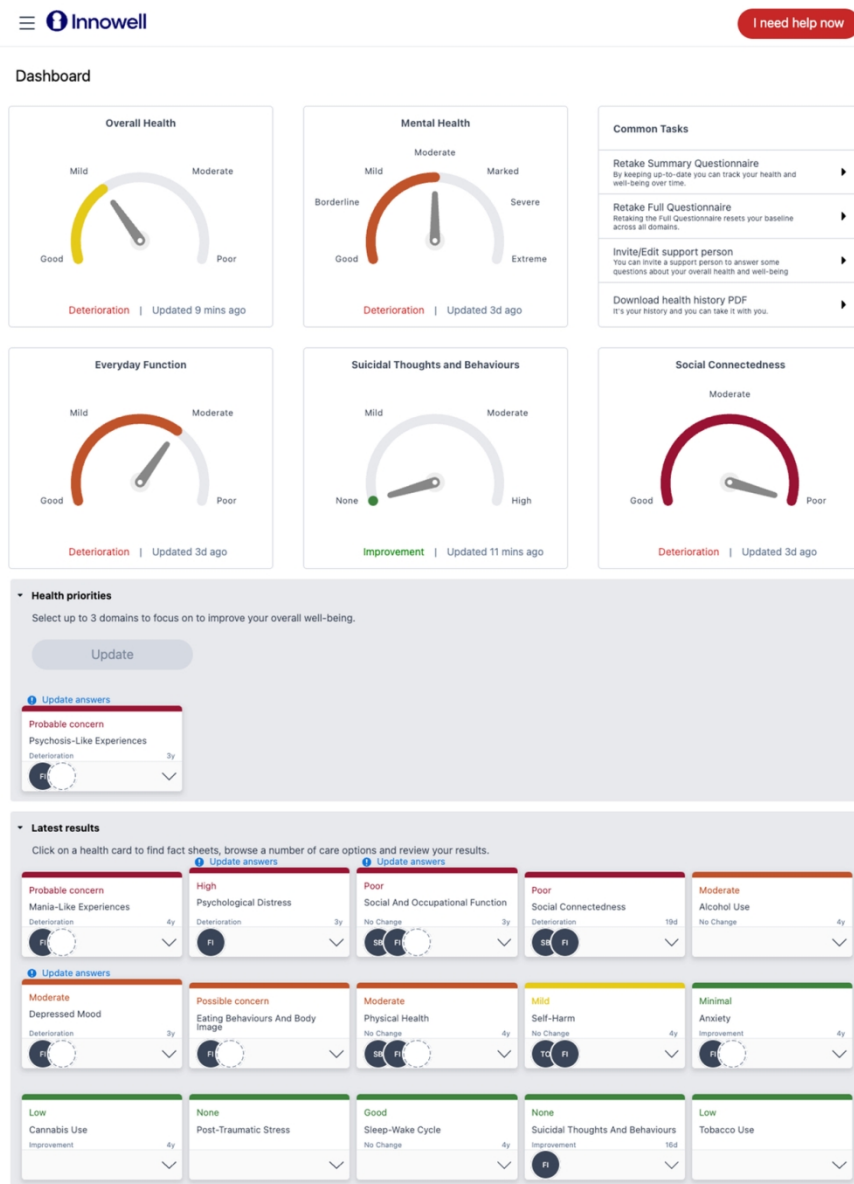 Innowell
I need help now
Dashboard
Overall Health
Mild
Moderate
Good
Poor
Deterioration | Updated 9 mins ago
Mental Health
Moderate
Mild
Marked
Borderline
Severe
Good
Extreme
Deterioration | Updated 3d ago
Common Tasks
Retake Summary Questionnaire
By keeping up-to-date you can track your health and
well-being over time.
Retake Full Questionnaire
Retaking the Full Questionnaire resets your baseline
across all domains.
Invite/Edit support person
You can invite a support person to answer some
questions about your overall health and well-being
Download health history PDF
It's your history and you can take it with you.
Everyday Function
Mild
Moderate
Good
Poor
Deterioration | Updated 3d ago
Suicidal Thoughts and Behaviours
Mild
Moderate
None
High
Improvement | Updated 11 mins ago
Social Connectedness
Moderate
Good
Poor
Deterioration | Updated 3d ago
Health priorities
Select up to 3 domains to focus on to improve your overall well-being.
Update
Update answers
Probable concern
Psychosis-Like Experiences
Deterioration 3y
FI
Latest results
Click on a health card to find fact sheets, browse a number of care options and review your results.
Probable concern
Mania-Like Experiences
Deterioration 4y
FI
Update answers
High
Psychological Distress
Deterioration 3y
FI
Update answers
Poor
Social And Occupational Function
No Change 3y
SB FI
Poor
Social Connectedness
Deterioration 19d
SB FI
Moderate
Alcohol Use
No Change 4y
Update answers
Moderate
Depressed Mood
Deterioration 3y
FI
Possible concern
Eating Behaviours And Body
Image
FI
Moderate
Physical Health
No Change 4y
SB FI
Mild
Self-Harm
No Change 4y
TC FI
Minimal
Anxiety
Improvement 4y
FI
Low
Cannabis Use
Improvement 4y
None
Post-Traumatic Stress
Good
Sleep-Wake Cycle
No Change 4y
None
Suicidal Thoughts And Behaviours
Improvement 16d
FI
Low
Tobacco Use